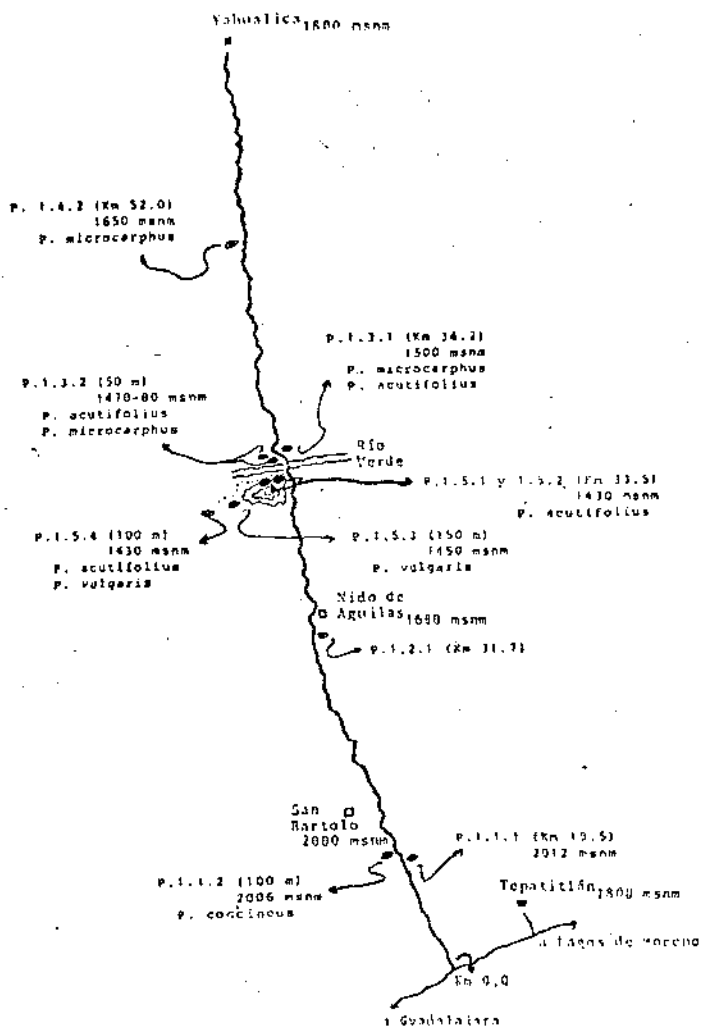 Yahualica 1800 msnm
P. 1.4.2 (Km 52.0)
1650 msnm
P. microcarphus
P.1.3.1 (Km 34.2)
1500 msnm
P. microcarphus
P. acutifolius
P.1.3.2 (50 m)
1470-80 msnm
P. acutifolius
P. microcarphus
Río
Verde
P.1.5.1 y 1.5.2 (Km 33.5)
1430 msnm
P. acutifolius
P.1.5.4 (100 m)
1430 msnm
P. acutifolius
P. vulgaris
P.1.5.3 (150 m)
1450 msnm
P. vulgaris
Nido de
Aguilas 1600 msnm
P.1.2.1 (Km 31.7)
San
Bartolo
2000 msnm
P.1.1.1 (Km 19.5)
2012 msnm
P.1.1.2 (100 m)
2006 msnm
P. coccineus
Tepatitlán 1800 msnm
a Lagos de Moreno
Km 0.0
a Guadalajara